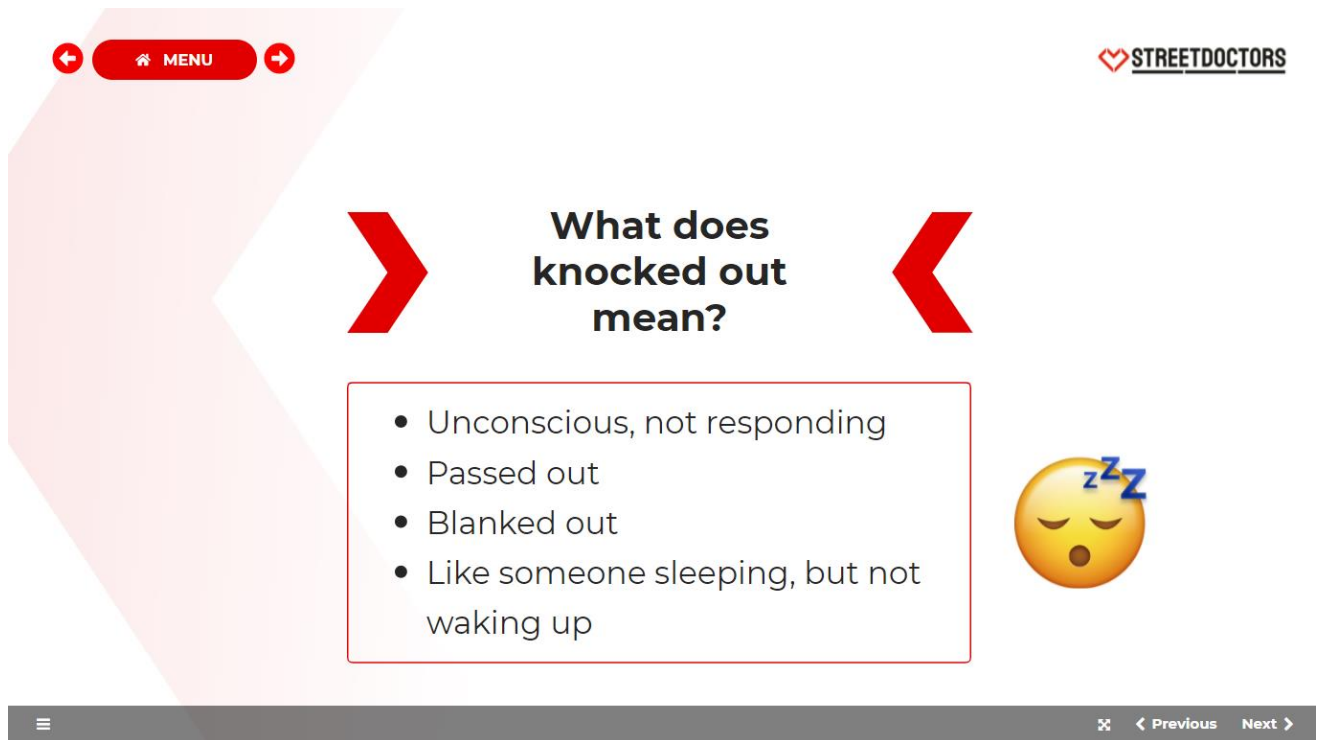 MENU
STREETDOCTORS
What does
knocked out
mean?
• Unconscious, not responding
• Passed out
• Blanked out
• Like someone sleeping, but not
waking up
zzz
Previous Next